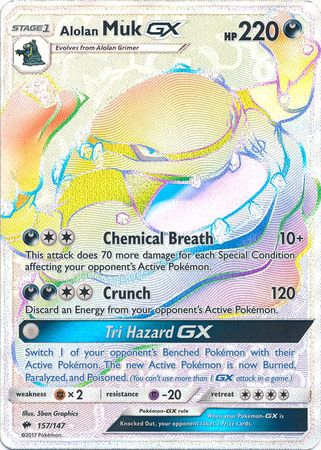 STAGE1 Alolan Muk GX HP 220
Evolves from Alolan Grimer
Chemical Breath 10+
This attack does 70 more damage for each Special Condition
affecting your opponent's Active Pokémon.
Crunch 120
Discard an Energy from your opponent's Active Pokémon.
Tri Hazard GX
Switch 1 of your opponent's Benched Pokémon with their
Active Pokémon. The new Active Pokémon is now Burned,
Paralyzed, and Poisoned. (You can't use more than 1 GX attack in a game.)
weakness ×2 resistance -20 retreat
Illus. 5ban Graphics
157/147
©2017 Pokémon
Pokémon-GX rule
When your Pokémon-GX is
Knocked Out, your opponent takes 2 Prize cards.